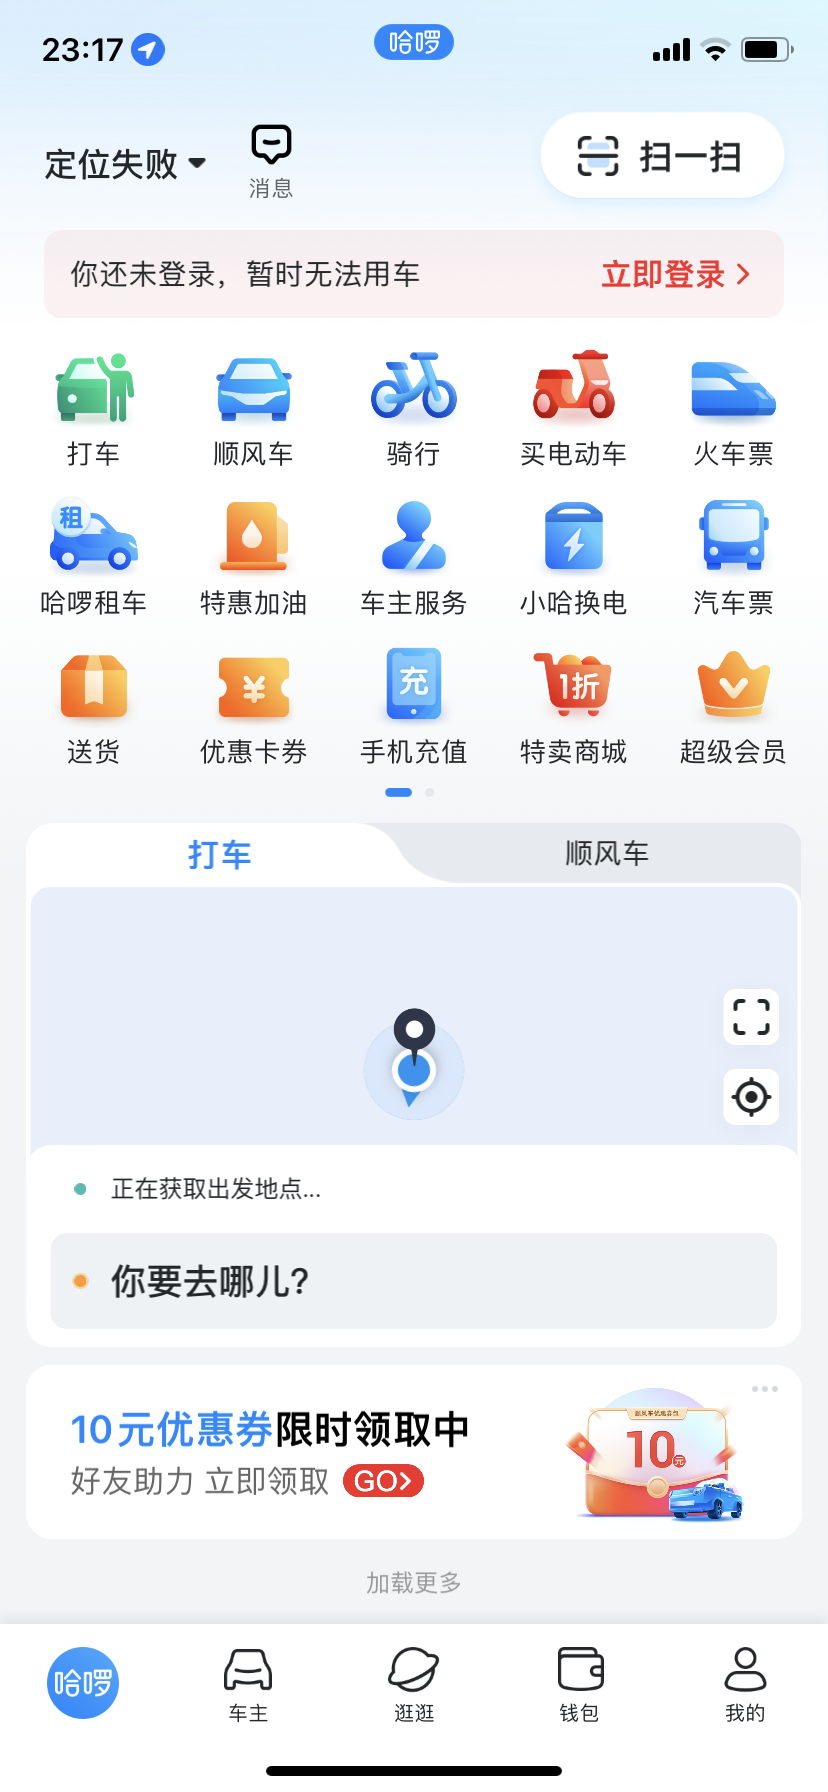 23:17
哈啰
定位失败
消息
扫一扫
你还未登录，暂时无法用车
立即登录
打车
顺风车
骑行
买电动车
火车票
租
哈啰租车
特惠加油
车主服务
小哈换电
汽车票
充
1折
送货
优惠卡券
手机充值
特卖商城
超级会员
打车
顺风车
正在获取出发地点...
你要去哪儿?
10元优惠券限时领取中
好友助力 立即领取 GO>
顺风车优惠券包
10元
加载更多
哈啰
车主
逛逛
钱包
我的